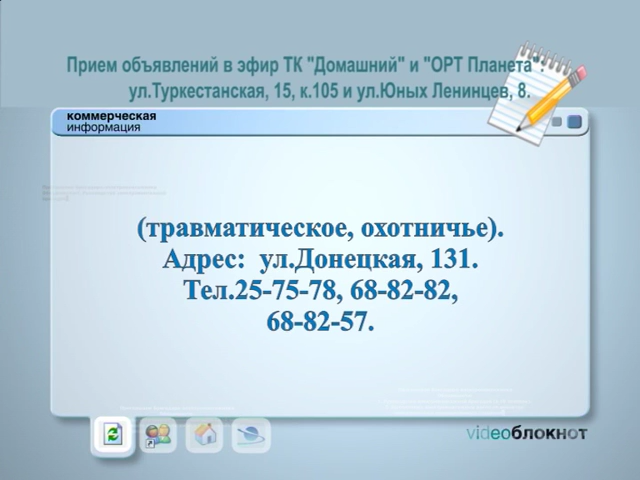 Прием объявлений в эфир ТК "Домашний" и "ОРТ Планета":
ул.Туркестанская, 15, к.105 и ул.Юных Ленинцев, 8.
коммерческая
информация
(травматическое, охотничье).
Адрес: ул.Донецкая, 131.
Тел.25-75-78, 68-82-82,
68-82-57.
videoблокнот